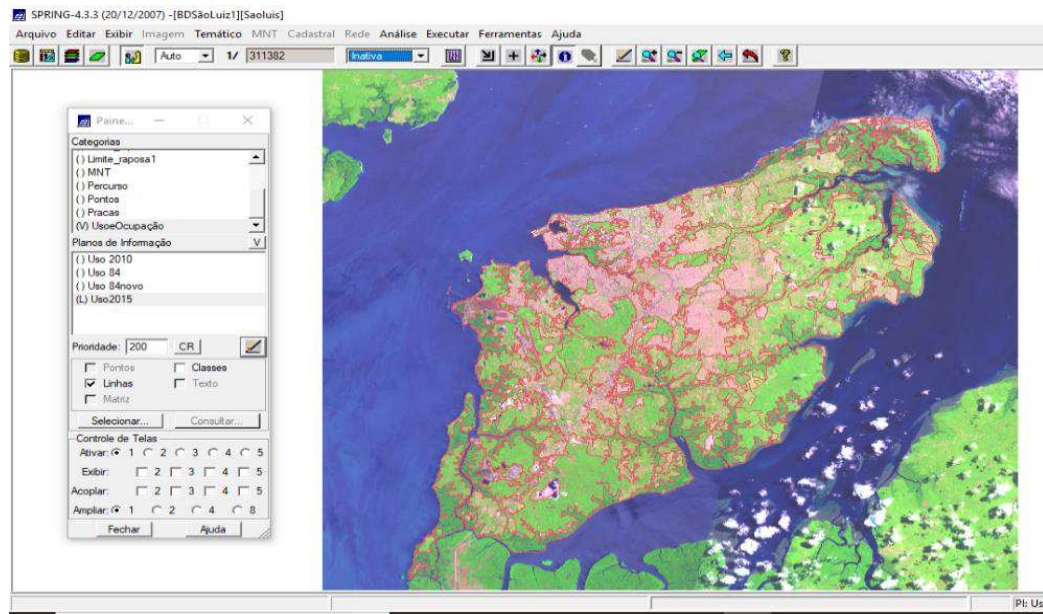 SPRING-4.3.3 (20/12/2007) -[BDSãoLuiz1][Saoluis]
Arquivo Editar Exibir Imagem Temático MNT Cadastral Rede Análise Executar Ferramentas Ajuda
Auto 1/ 311382 Inativa
Paine...
Categorias
( ) Limite_raposa1
( ) MNT
( ) Percurso
( ) Pontos
( ) Pracas
(V) UsoeOcupação
Planos de Informação V
( ) Uso 2010
( ) Uso 84
( ) Uso 84novo
(L) Uso2015
Prioridade: 200 CR
Pontos Classes
Linhas Texto
Matriz
Selecionar... Consultar...
Controle de Telas
Ativar: 1 2 3 4 5
Exibir: 2 3 4 5
Acoplar: 2 3 4 5
Ampliar: 1 2 4 8
Fechar Ajuda
PI: Us